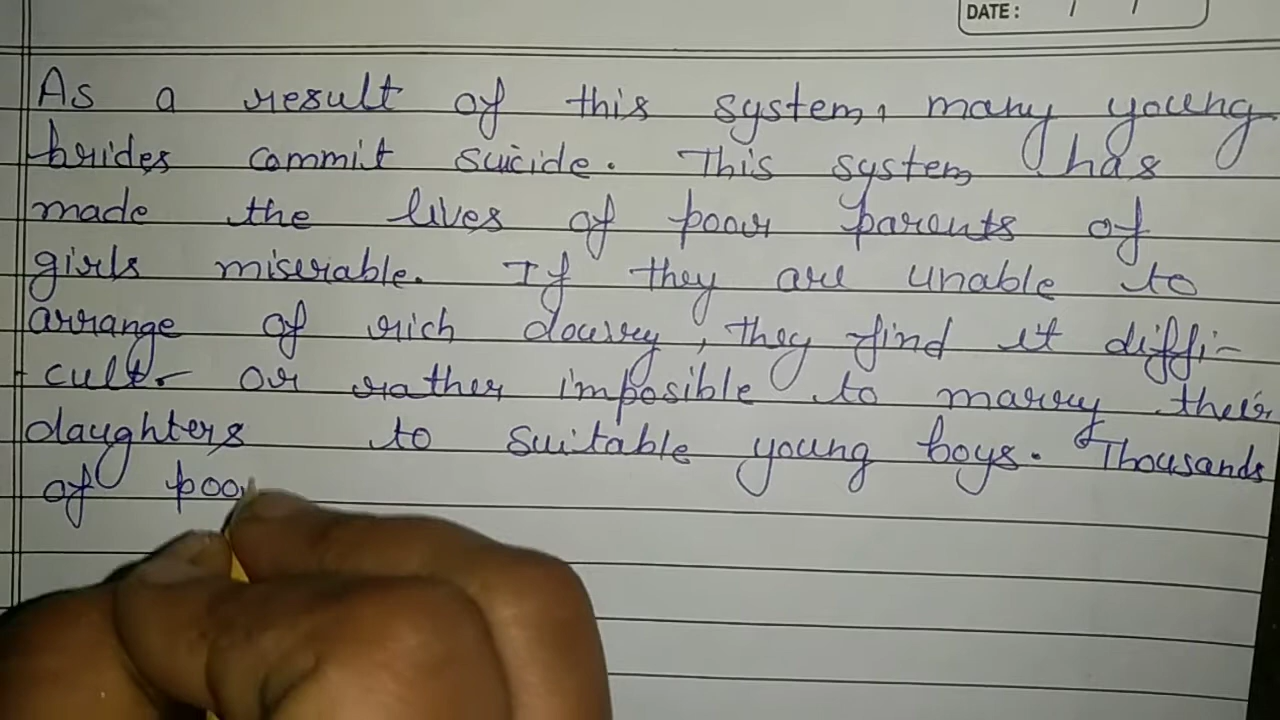 DATE: / /
As a result of this system, many young
brides commit suicide. This system has
made the lives of poor parents of
girls miserable. If they are unable to
arrange of rich dowry, they find it diffi-
cult or rather imposible to marry their
daughters to suitable young boys. Thousands
of poor